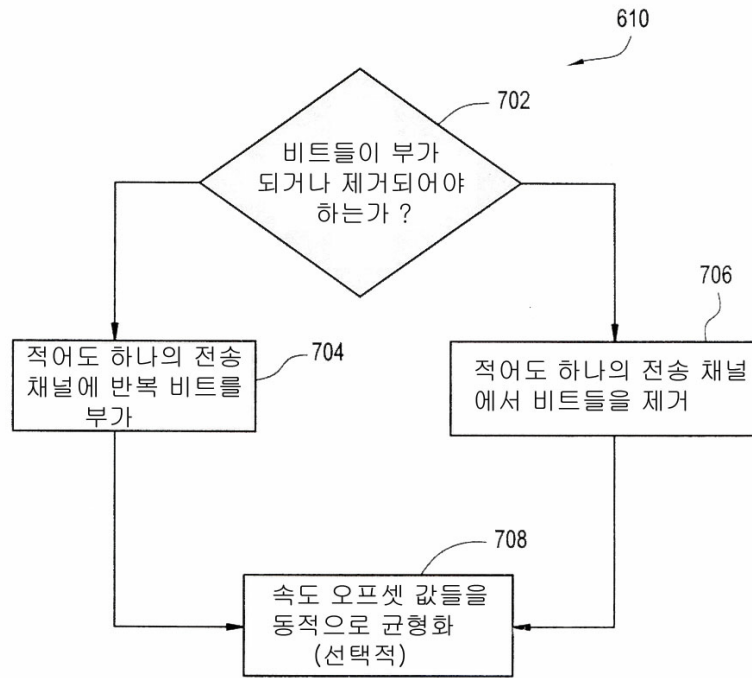 610
702
비트들이 부가
되거나 제거되어야
하는가 ?
706
704
적어도 하나의 전송
채널에 반복 비트를
부가
적어도 하나의 전송 채널
에서 비트들을 제거
708
속도 오프셋 값들을
동적으로 균형화
(선택적)